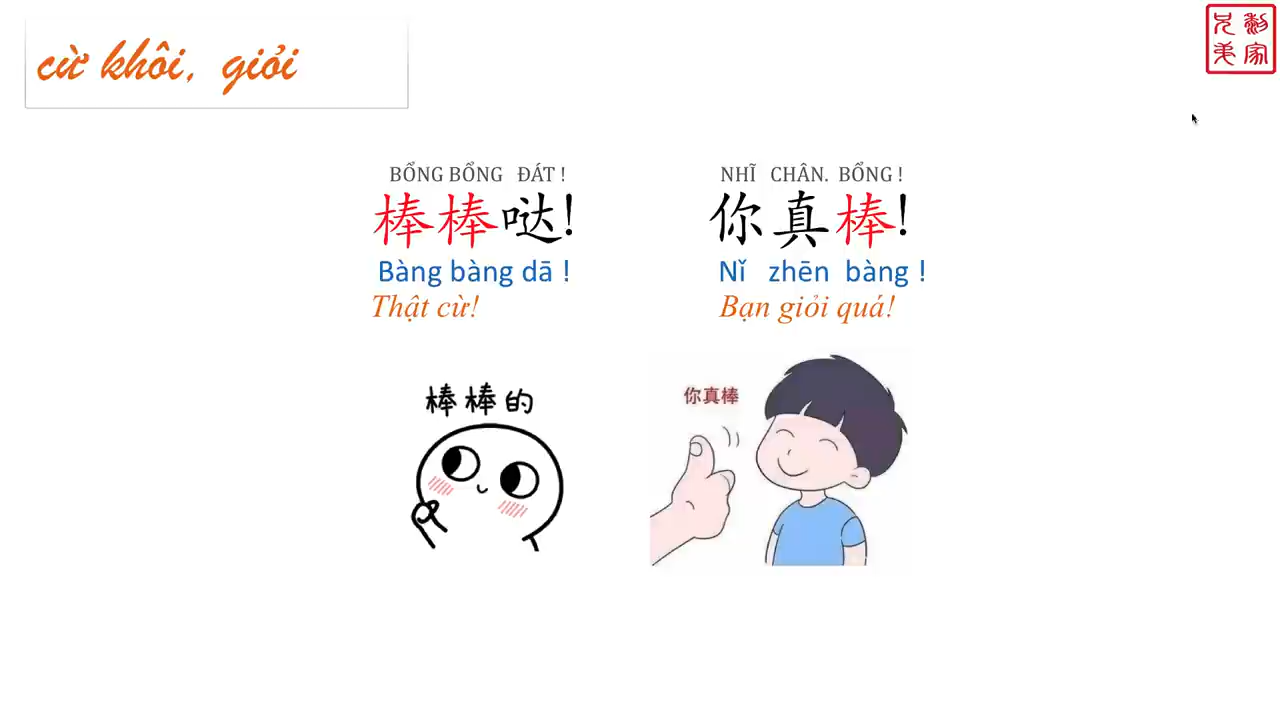 cừ khôi, giỏi
BỔNG BỔNG ĐÁT !
棒棒哒!
Bàng bàng dā !
Thật cừ!
NHĨ CHÂN. BỔNG !
你真棒!
Nǐ zhēn bàng !
Bạn giỏi quá!
棒棒的
你真棒